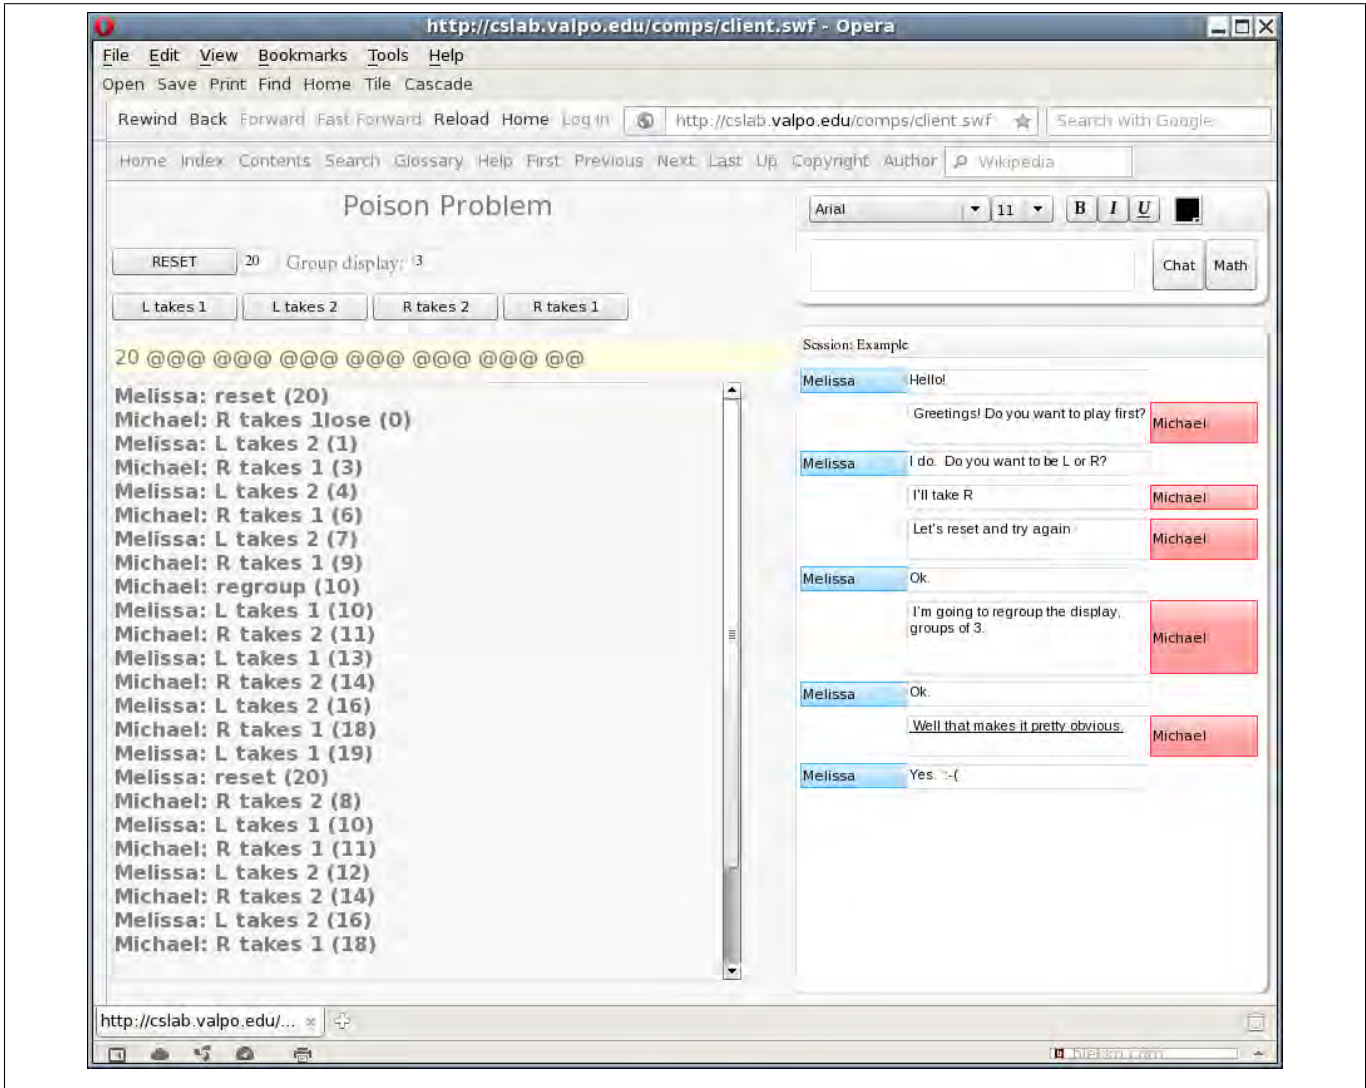 http://cslab.valpo.edu/comps/client.swf - Opera
File Edit View Bookmarks Tools Help
Open Save Print Find Home Tile Cascade
Rewind Back Forward Fast Forward Reload Home Log in http://cslab.valpo.edu/comps/client.swf Search with Google
Home Index Contents Search Glossary Help First Previous Next Last Up Copyright Author Wikipedia
Poison Problem
RESET 20 Group display: 3
L takes 1 L takes 2 R takes 2 R takes 1
20 @@@ @@@ @@@ @@@ @@@ @@@ @@
Melissa: reset (20)
Michael: R takes 1lose (0)
Melissa: L takes 2 (1)
Michael: R takes 1 (3)
Melissa: L takes 2 (4)
Michael: R takes 1 (6)
Melissa: L takes 2 (7)
Michael: R takes 1 (9)
Michael: regroup (10)
Melissa: L takes 1 (10)
Michael: R takes 2 (11)
Melissa: L takes 1 (13)
Michael: R takes 2 (14)
Melissa: L takes 2 (16)
Michael: R takes 1 (18)
Melissa: L takes 1 (19)
Melissa: reset (20)
Michael: R takes 2 (8)
Melissa: L takes 1 (10)
Michael: R takes 1 (11)
Melissa: L takes 2 (12)
Michael: R takes 2 (14)
Melissa: L takes 2 (16)
Michael: R takes 1 (18)
Arial 11 B I U
Chat Math
Session: Example
Melissa Hello!
Greetings! Do you want to play first? Michael
Melissa I do. Do you want to be L or R?
I'll take R Michael
Let's reset and try again Michael
Melissa Ok.
I'm going to regroup the display,
groups of 3.
Michael
Melissa Ok.
Well that makes it pretty obvious. Michael
Melissa Yes. :-(
http://cslab.valpo.edu/...